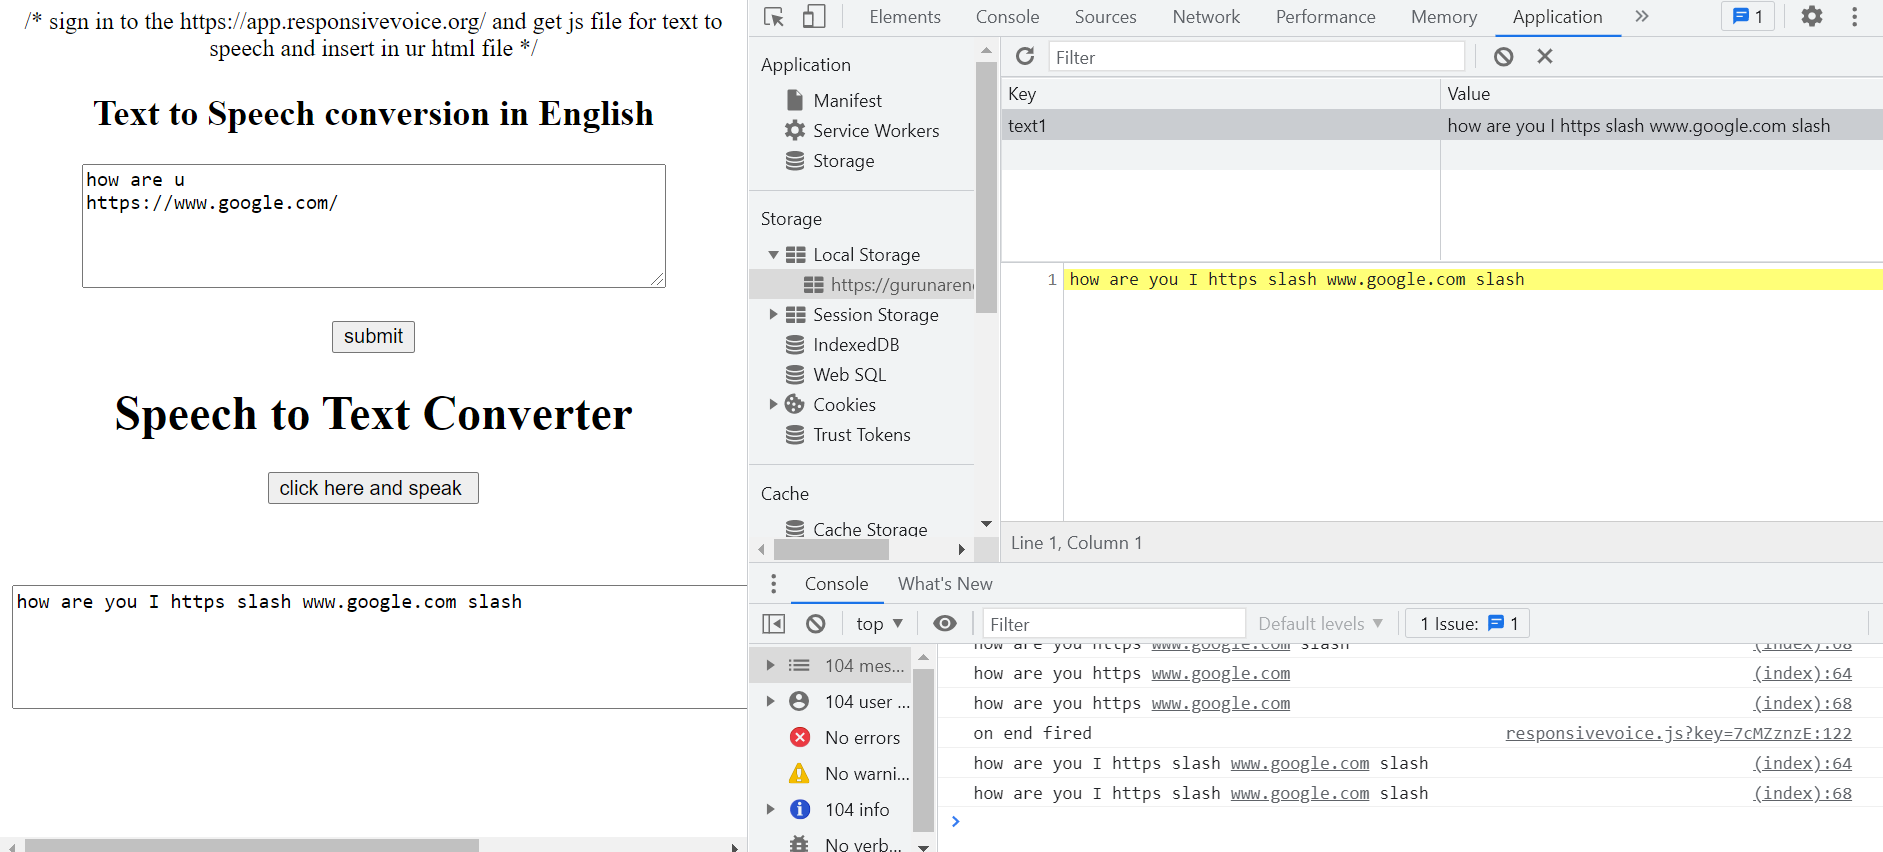 /* sign in to the https://app.responsivevoice.org/ and get js file for text to
speech and insert in ur html file */
Text to Speech conversion in English
how are u
https://www.google.com/
submit
Speech to Text Converter
click here and speak
how are you I https slash www.google.com slash
Elements Console Sources Network Performance Memory Application » 1
Application
Manifest
Service Workers
Storage
Storage
Local Storage
https://gurunaren
Session Storage
IndexedDB
Web SQL
Cookies
Trust Tokens
Cache
Cache Storage
Filter
Key Value
text1 how are you I https slash www.google.com slash
1 how are you I https slash www.google.com slash
Line 1, Column 1
Console What's New
top ▼ Filter Default levels ▼ 1 Issue: 1
104 mes...
104 user ...
No errors
No warni...
104 info
No verb...
how are you https www.google.com slash (index):68
how are you https www.google.com (index):64
how are you https www.google.com (index):68
on end fired responsivevoice.js?key=7cMZznzE:122
how are you I https slash www.google.com slash (index):64
how are you I https slash www.google.com slash (index):68